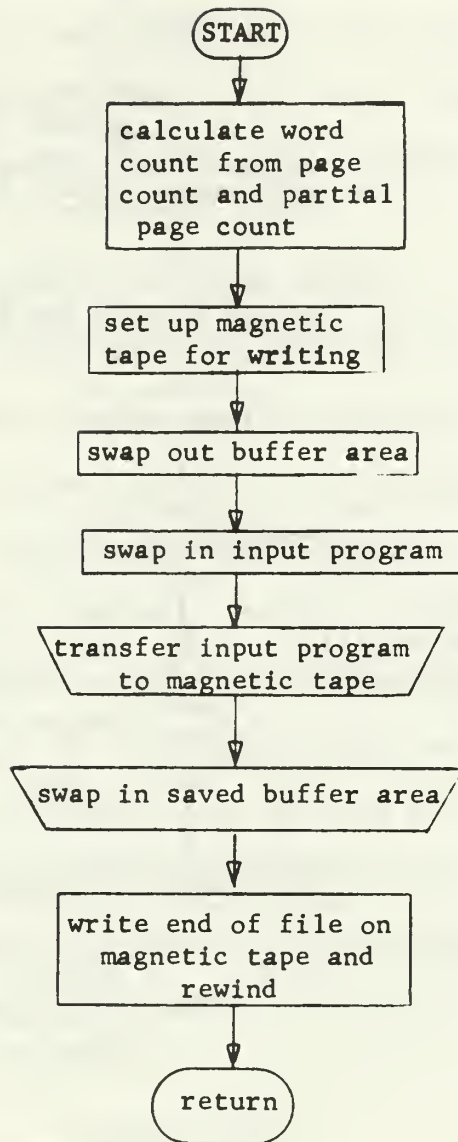 START
calculate word
count from page
count and partial
page count
set up magnetic
tape for writing
swap out buffer area
swap in input program
transfer input program
to magnetic tape
swap in saved buffer area
write end of file on
magnetic tape and
rewind
return